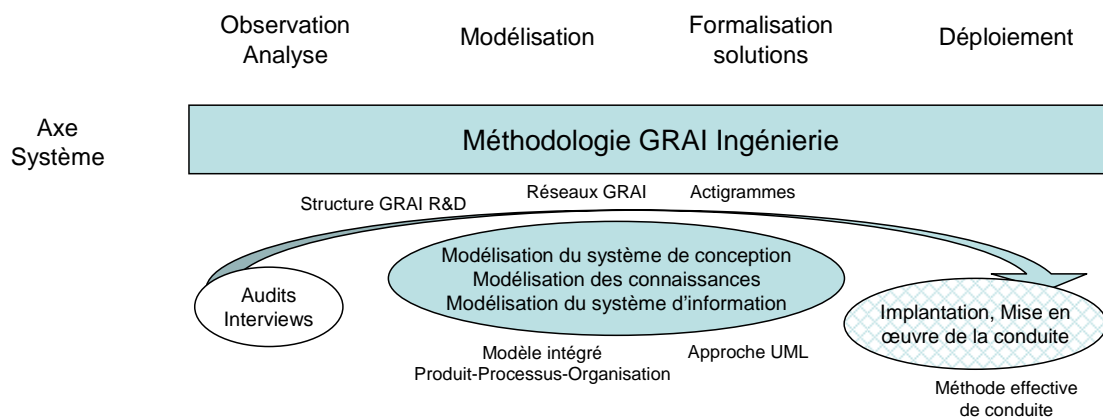 Observation
Analyse
Modélisation
Formalisation
solutions
Déploiement
Axe
Système
Méthodologie GRAI Ingénierie
Structure GRAI R&D
Réseaux GRAI
Actigrammes
Modélisation du système de conception
Modélisation des connaissances
Modélisation du système d'information
Audits
Interviews
Implantation, Mise en
œuvre de la conduite
Modèle intégré
Produit-Processus-Organisation
Approche UML
Méthode effective
de conduite